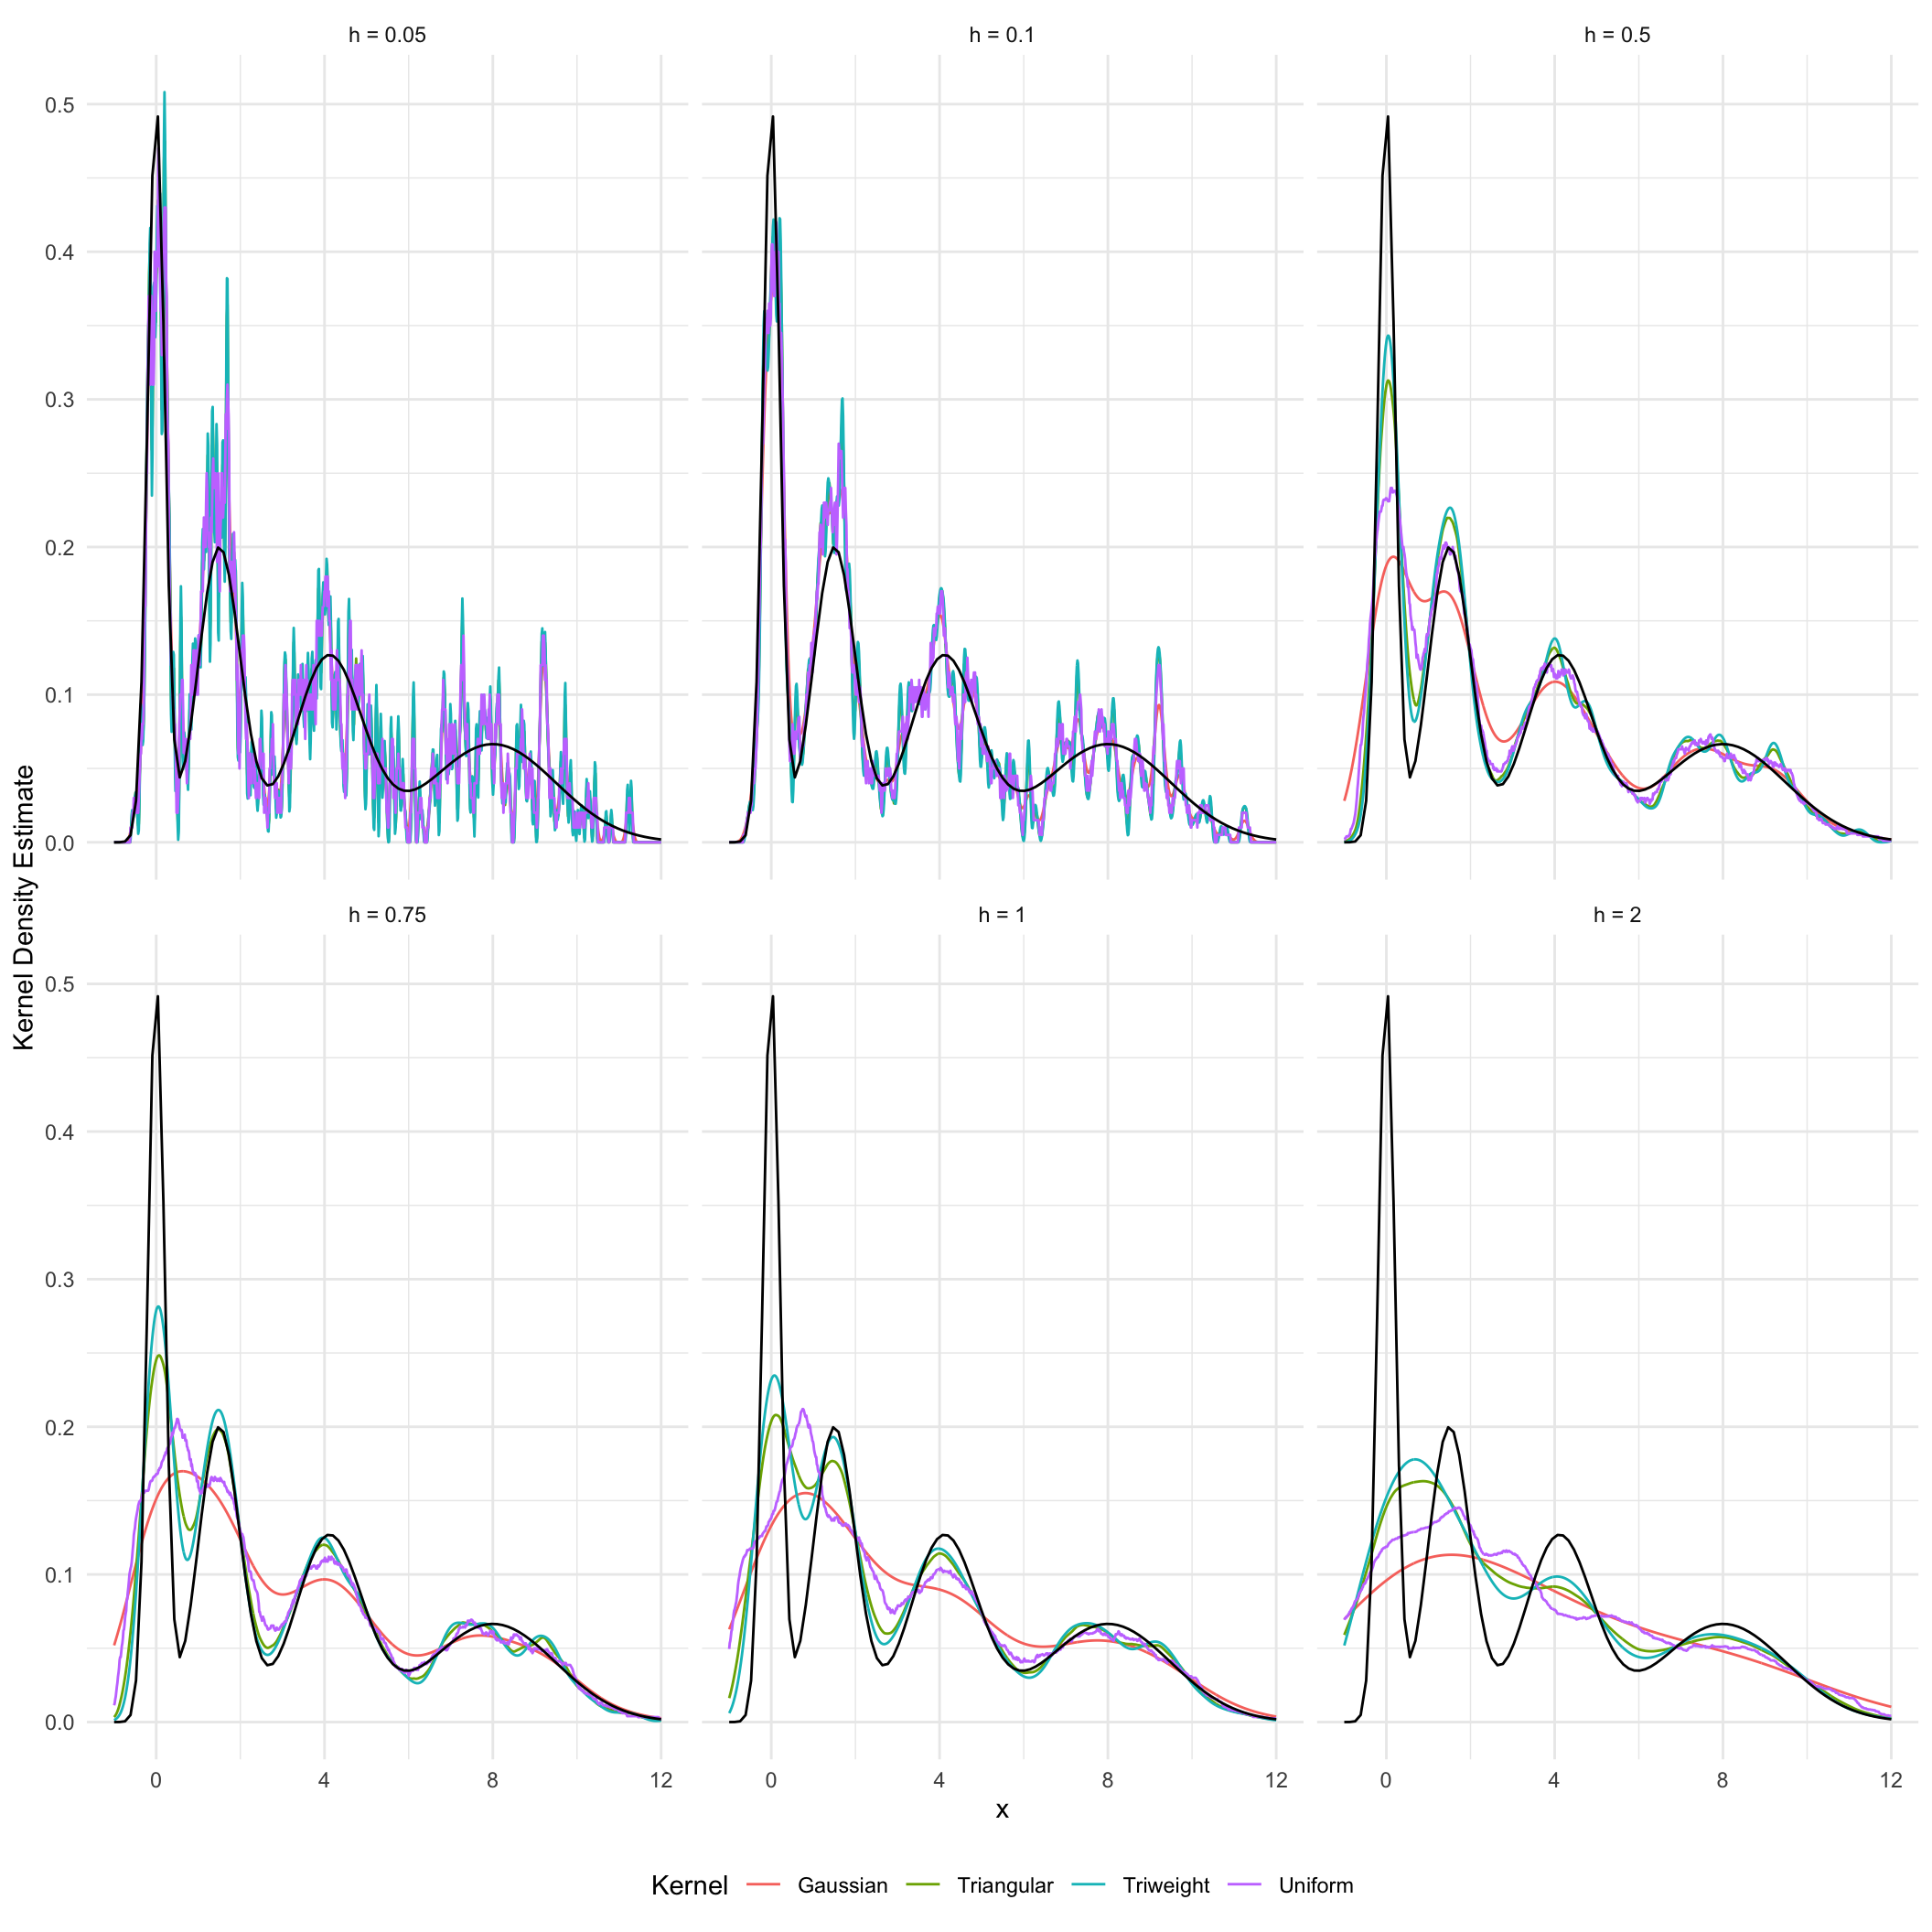 h = 0.05
h = 0.1
h = 0.5
0.5
0.4
0.3
0.2
0.1
0.0
Kernel Density Estimate
h = 0.75
h = 1
h = 2
0.5
0.4
0.3
0.2
0.1
0.0
0 4 8 12
0 4 8 12
0 4 8 12
x
Kernel Gaussian Triangular Triweight Uniform